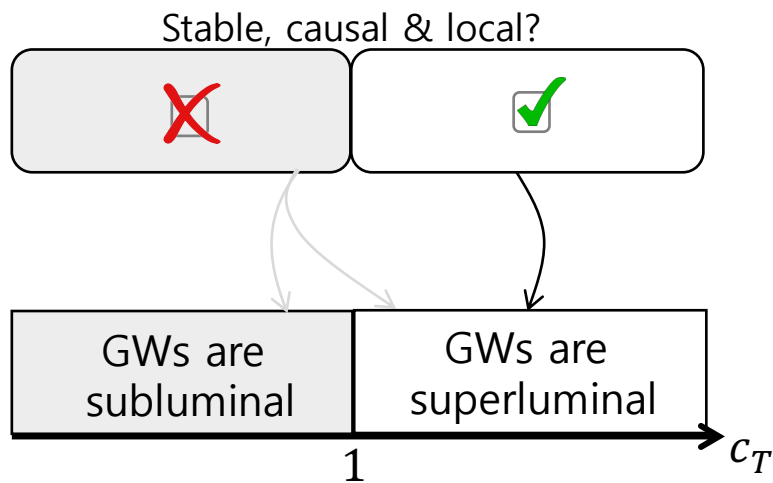 Stable, causal & local?
GWs are
subluminal
GWs are
superluminal
1
c_T